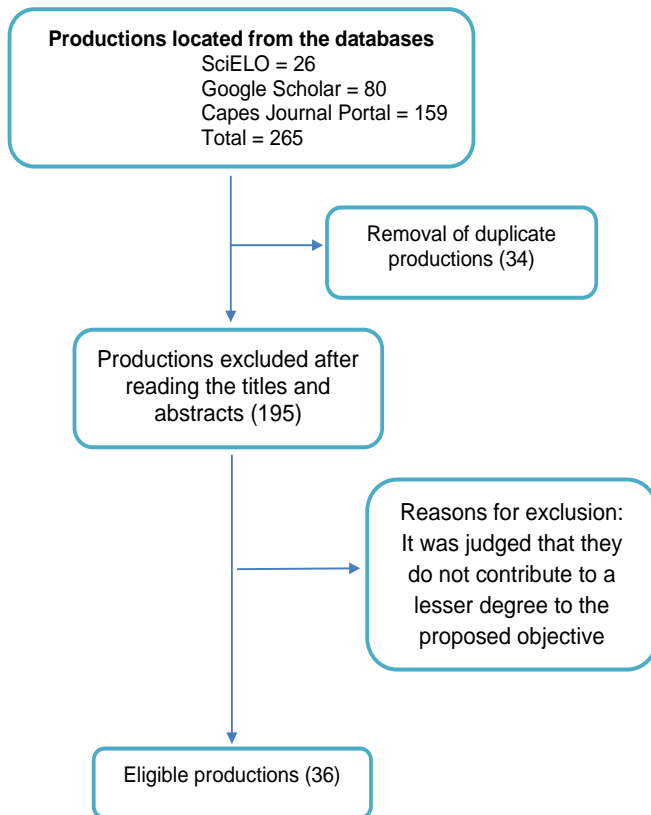 Productions located from the databases
SciELO = 26
Google Scholar = 80
Capes Journal Portal = 159
Total = 265
Removal of duplicate
productions (34)
Productions excluded after
reading the titles and
abstracts (195)
Reasons for exclusion:
It was judged that they
do not contribute to a
lesser degree to the
proposed objective
Eligible productions (36)